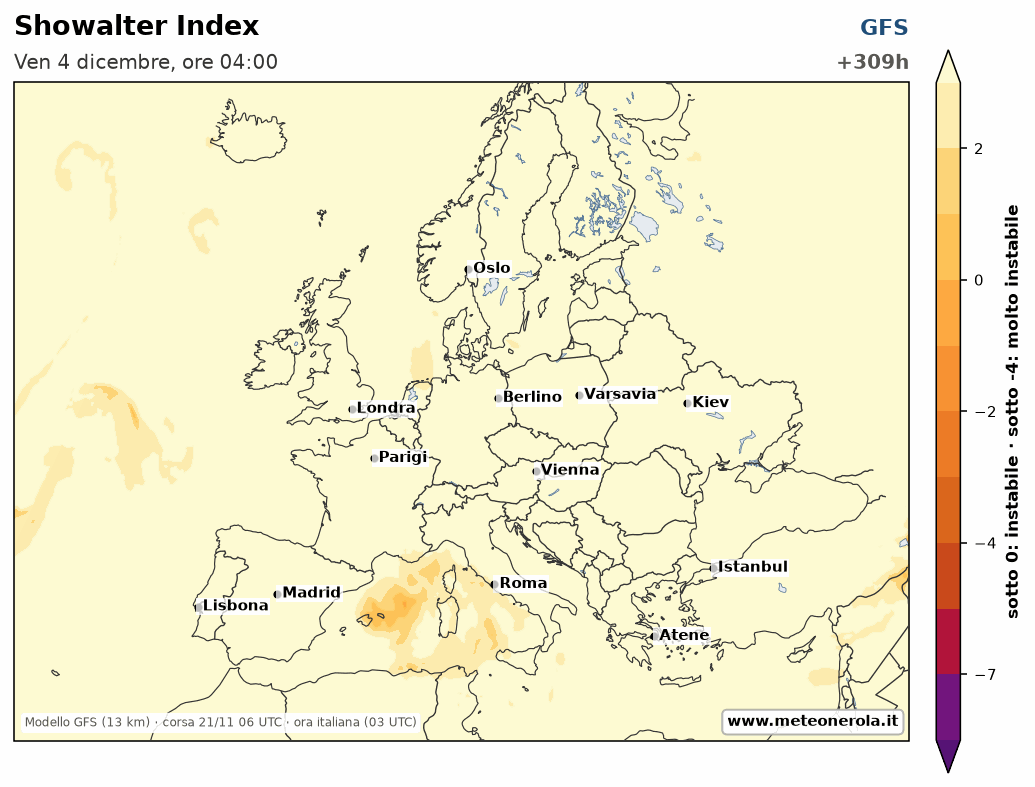 Showalter Index
GFS
Ven 4 dicembre, ore 04:00
+309h
Oslo
Berlino
Varsavia
Kiev
Londra
Parigi
Vienna
Istanbul
Roma
Madrid
Lisbona
Atene
Modello GFS (13 km) · corsa 21/11 06 UTC · ora italiana (03 UTC)
www.meteonerola.it
2
0
−2
−4
−7
sotto 0: instabile · sotto -4: molto instabile